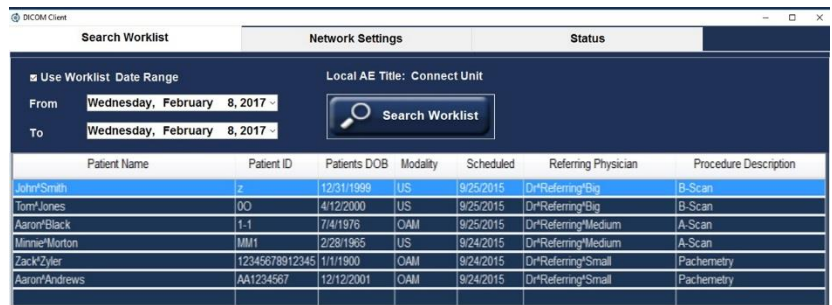 DICOM Client
Search Worklist Network Settings Status
Use Worklist Date Range Local AE Title: Connect Unit
From Wednesday, February 8, 2017
Search Worklist
To Wednesday, February 8, 2017
Patient Name Patient ID Patients DOB Modality Scheduled Referring Physician Procedure Description
John^Smith z 12/31/1999 US 9/25/2015 Dr^Referring^Big B-Scan
Tom^Jones 0O 4/12/2000 US 9/25/2015 Dr^Referring^Big B-Scan
Aaron^Black 1-1 7/4/1976 OAM 9/25/2015 Dr^Referring^Medium A-Scan
Minnie^Morton MM1 2/28/1965 US 9/24/2015 Dr^Referring^Medium A-Scan
Zack^Zyler 12345678912345 1/1/1900 OAM 9/24/2015 Dr^Referring^Small Pachemetry
Aaron^Andrews AA1234567 12/12/2001 OAM 9/24/2015 Dr^Referring^Small Pachemetry